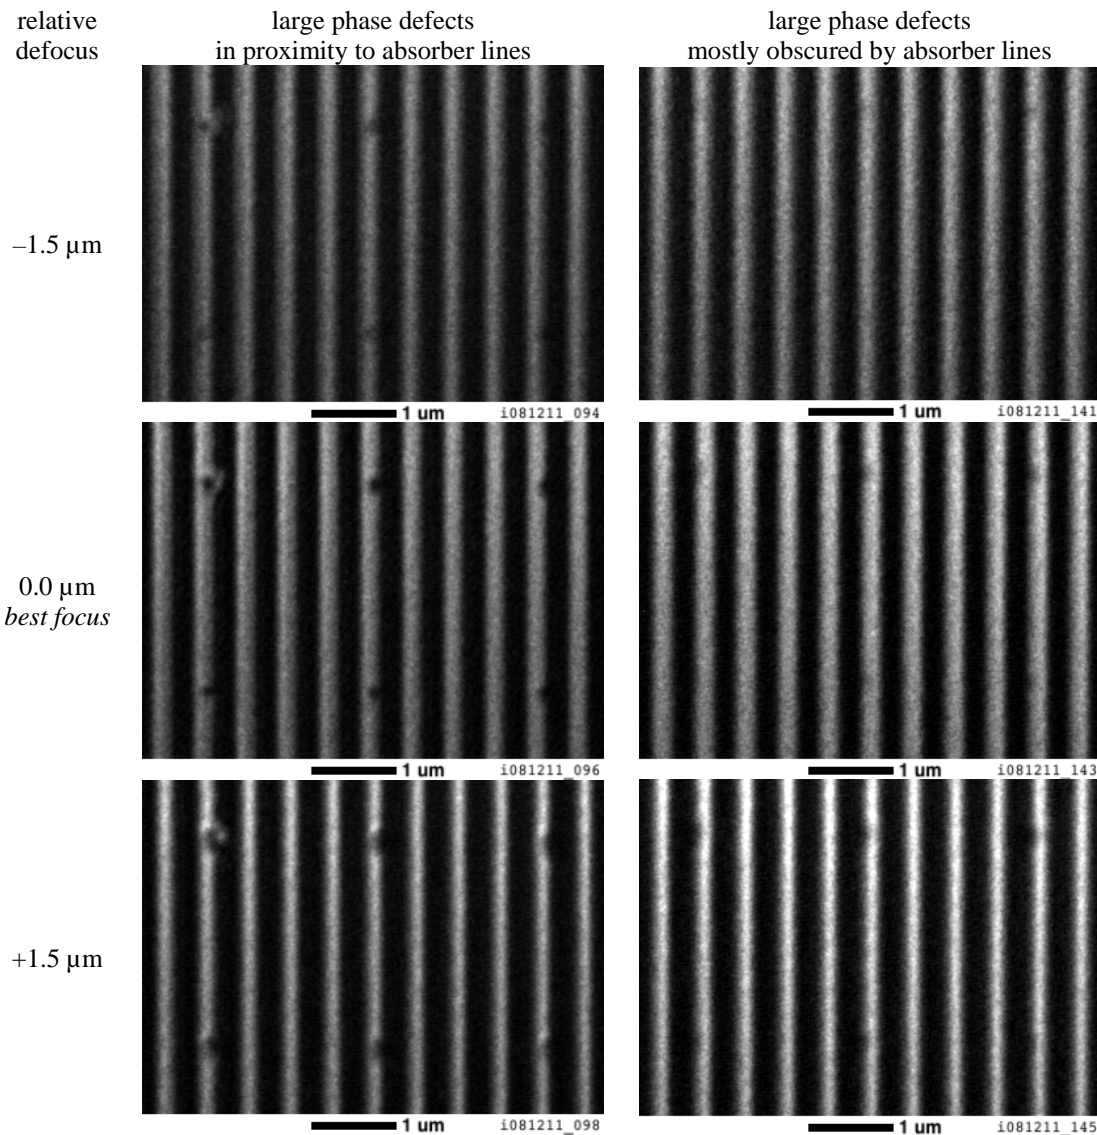 relative
defocus
large phase defects
in proximity to absorber lines
large phase defects
mostly obscured by absorber lines
–1.5 µm
1 um i081211_094
1 um i081211_141
0.0 µm
best focus
1 um i081211_096
1 um i081211_143
+1.5 µm
1 um i081211_098
1 um i081211_145